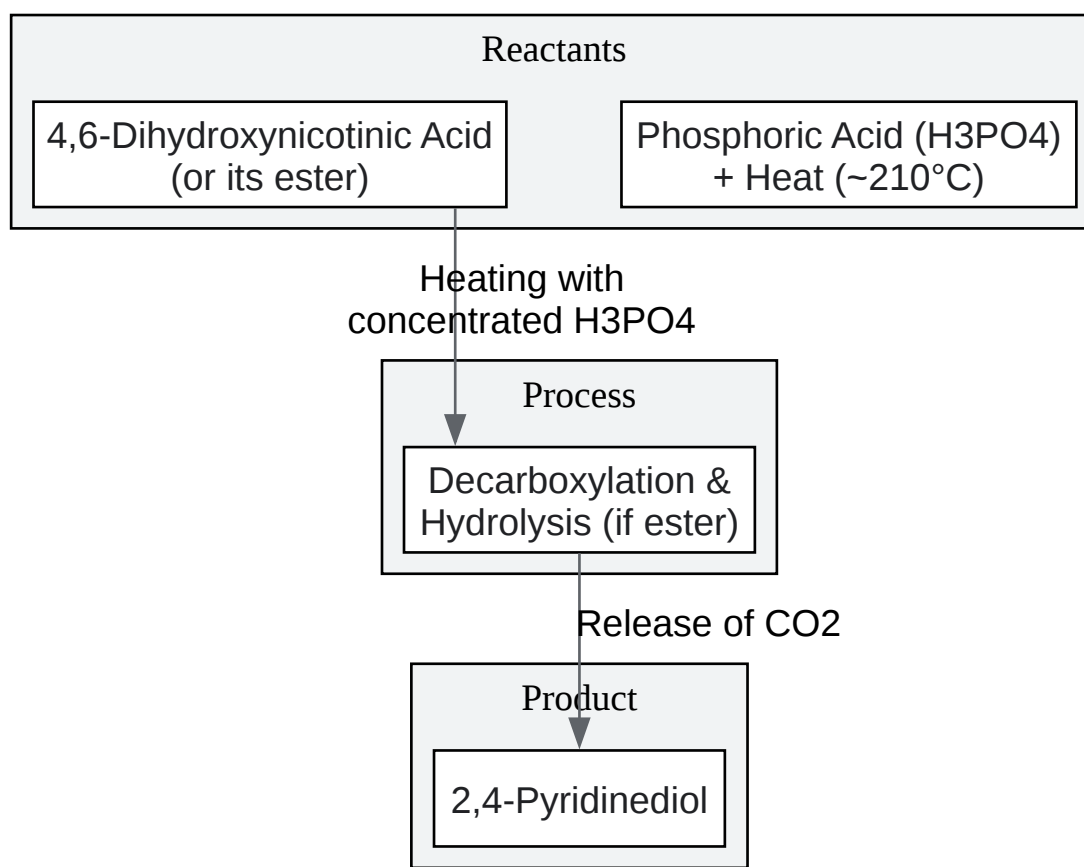 Reactants
4,6-Dihydroxynicotinic Acid
(or its ester)
Phosphoric Acid (H3PO4)
+ Heat (~210°C)
Heating with
concentrated H3PO4
Process
Decarboxylation &
Hydrolysis (if ester)
Release of CO2
Product
2,4-Pyridinediol